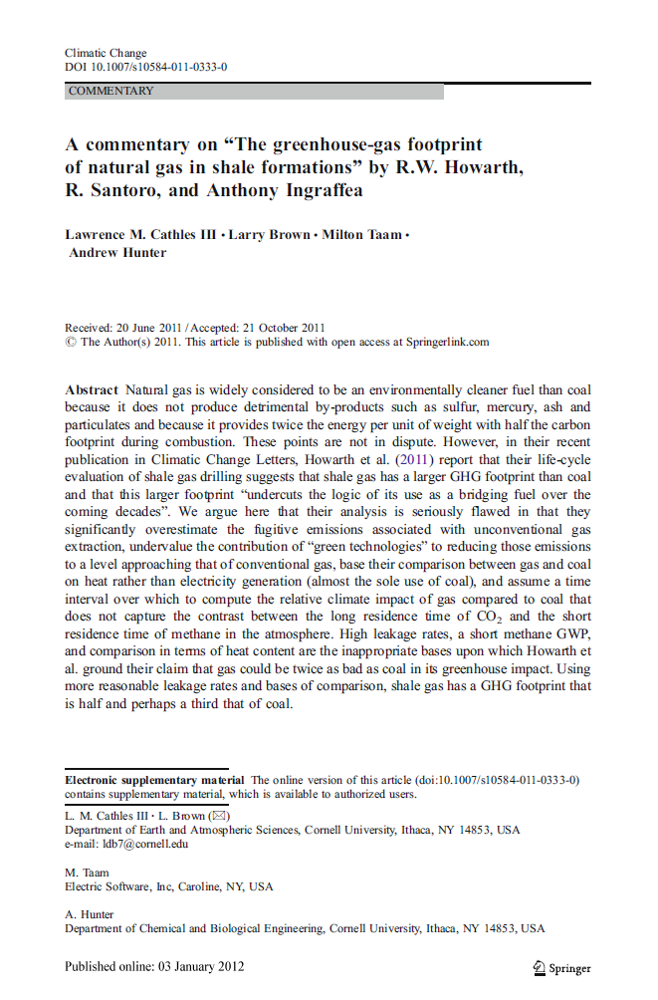 Climatic Change
DOI 10.1007/s10584-011-0333-0
COMMENTARY
A commentary on “The greenhouse-gas footprint
of natural gas in shale formations” by R.W. Howarth,
R. Santoro, and Anthony Ingraffea
Lawrence M. Cathles III • Larry Brown • Milton Taam •
Andrew Hunter
Received: 20 June 2011 / Accepted: 21 October 2011
© The Author(s) 2011. This article is published with open access at Springerlink.com
Abstract Natural gas is widely considered to be an environmentally cleaner fuel than coal
because it does not produce detrimental by-products such as sulfur, mercury, ash and
particulates and because it provides twice the energy per unit of weight with half the carbon
footprint during combustion. These points are not in dispute. However, in their recent
publication in Climatic Change Letters, Howarth et al. (2011) report that their life-cycle
evaluation of shale gas drilling suggests that shale gas has a larger GHG footprint than coal
and that this larger footprint “undercuts the logic of its use as a bridging fuel over the
coming decades”. We argue here that their analysis is seriously flawed in that they
significantly overestimate the fugitive emissions associated with unconventional gas
extraction, undervalue the contribution of “green technologies” to reducing those emissions
to a level approaching that of conventional gas, base their comparison between gas and coal
on heat rather than electricity generation (almost the sole use of coal), and assume a time
interval over which to compute the relative climate impact of gas compared to coal that
does not capture the contrast between the long residence time of CO₂ and the short
residence time of methane in the atmosphere. High leakage rates, a short methane GWP,
and comparison in terms of heat content are the inappropriate bases upon which Howarth et
al. ground their claim that gas could be twice as bad as coal in its greenhouse impact. Using
more reasonable leakage rates and bases of comparison, shale gas has a GHG footprint that
is half and perhaps a third that of coal.
Electronic supplementary material The online version of this article (doi:10.1007/s10584-011-0333-0)
contains supplementary material, which is available to authorized users.
L. M. Cathles III • L. Brown (✉)
Department of Earth and Atmospheric Sciences, Cornell University, Ithaca, NY 14853, USA
e-mail: ldb7@cornell.edu
M. Taam
Electric Software, Inc, Caroline, NY, USA
A. Hunter
Department of Chemical and Biological Engineering, Cornell University, Ithaca, NY 14853, USA
Published online: 03 January 2012
Springer